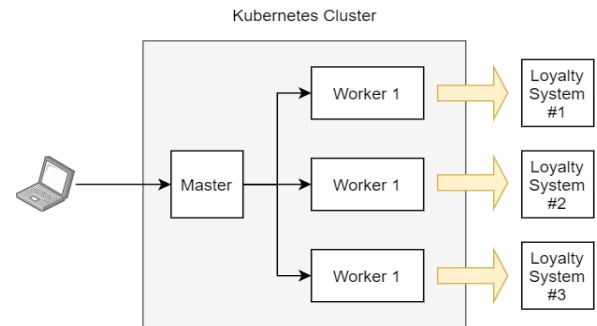 Kubernetes Cluster
Worker 1
Loyalty
System
#1
Master
Worker 1
Loyalty
System
#2
Worker 1
Loyalty
System
#3